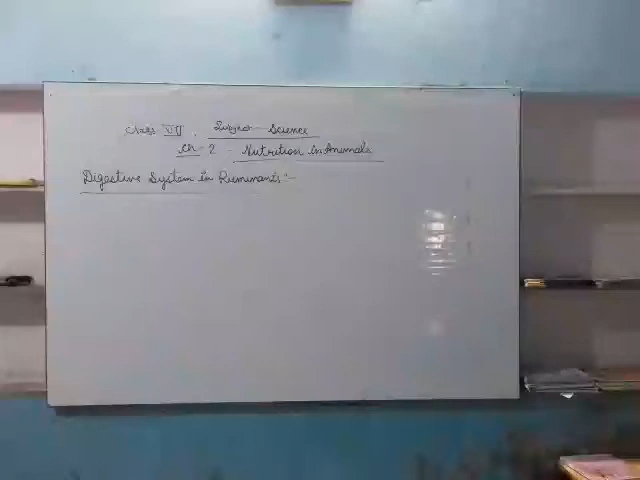 Class VII. Subject - Science
Ch - 2 - Nutrition In Animals
Digestive System In Ruminants :-